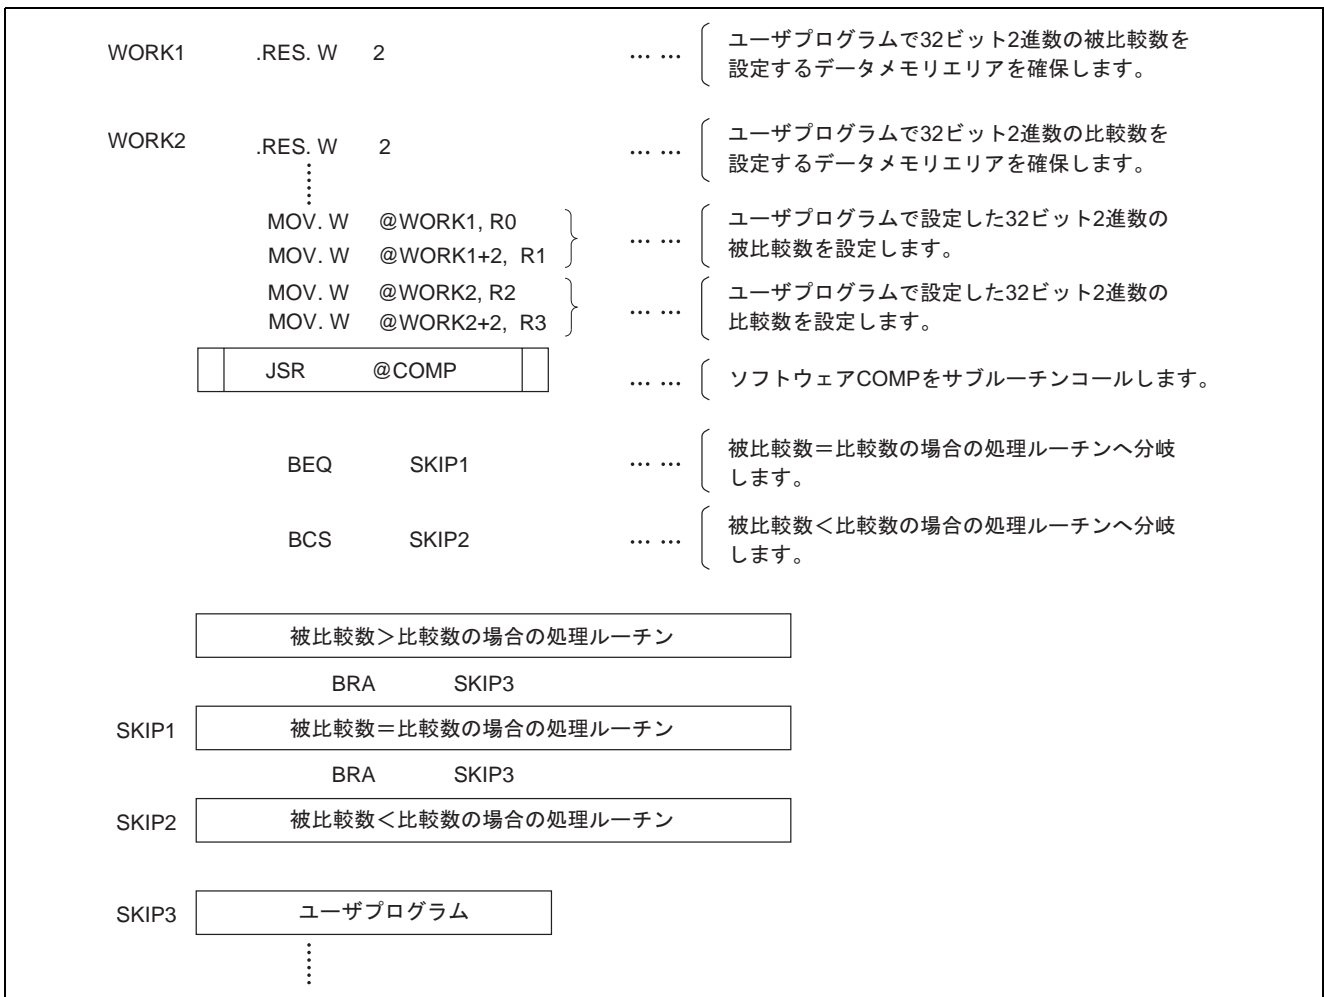 WORK1 .RES. W 2 … … ユーザプログラムで32ビット2進数の被比較数を
設定するデータメモリエリアを確保します。
WORK2 .RES. W 2 … … ユーザプログラムで32ビット2進数の比較数を
設定するデータメモリエリアを確保します。
MOV. W @WORK1, R0 … … ユーザプログラムで設定した32ビット2進数の
MOV. W @WORK1+2, R1 被比較数を設定します。
MOV. W @WORK2, R2 … … ユーザプログラムで設定した32ビット2進数の
MOV. W @WORK2+2, R3 比較数を設定します。
JSR @COMP … … ソフトウェアCOMPをサブルーチンコールします。
BEQ SKIP1 … … 被比較数＝比較数の場合の処理ルーチンへ分岐
します。
BCS SKIP2 … … 被比較数＜比較数の場合の処理ルーチンへ分岐
します。
被比較数＞比較数の場合の処理ルーチン
BRA SKIP3
SKIP1 被比較数＝比較数の場合の処理ルーチン
BRA SKIP3
SKIP2 被比較数＜比較数の場合の処理ルーチン
SKIP3 ユーザプログラム